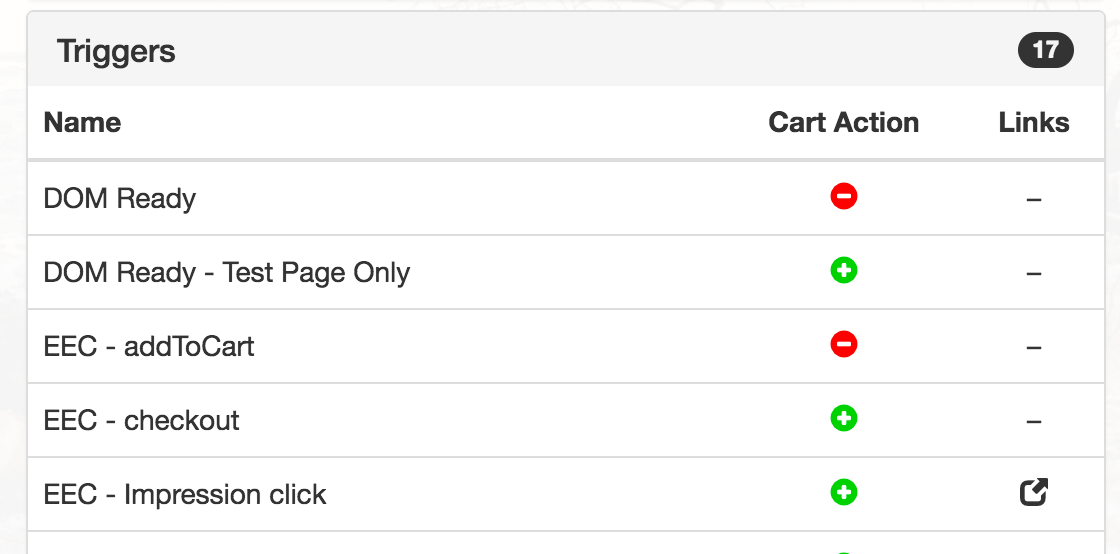 Triggers 17
Name Cart Action Links
DOM Ready –
DOM Ready - Test Page Only –
EEC - addToCart –
EEC - checkout –
EEC - Impression click